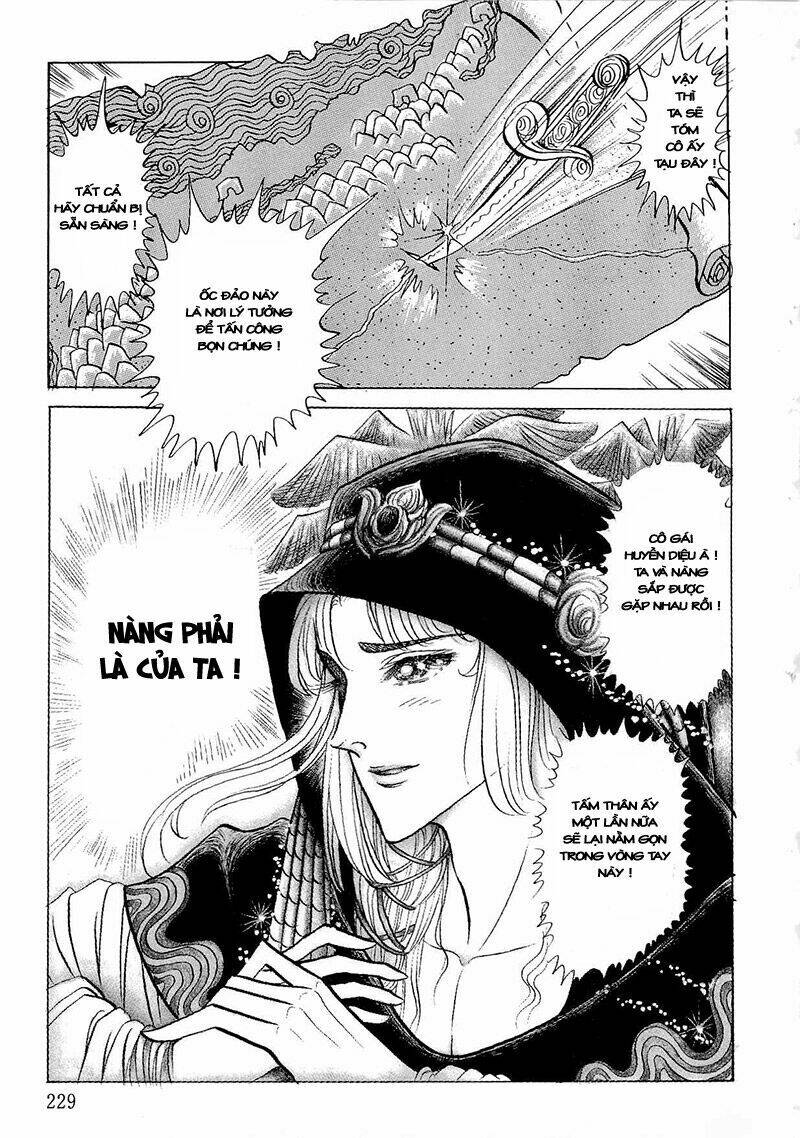 VẬY
THÌ
TA SẼ
TÓM
CÔ ẤY
TẠU ĐÂY !
TẤT CẢ
HÃY CHUẨN BỊ
SẴN SÀNG !
ỐC ĐẢO NÀY
LÀ NƠI LÝ TƯỞNG
ĐỂ TẤN CÔNG
BỌN CHÚNG !
CÔ GÁI
HUYỀN DIỆU À !
TA VÀ NÀNG
SẮP ĐƯỢC
GẶP NHAU RỒI !
NÀNG PHẢI
LÀ CỦA TA !
TẤM THÂN ẤY
MỘT LẦN NỮA
SẼ LẠI NẰM GỌN
TRONG VÒNG TAY
NÀY !
229